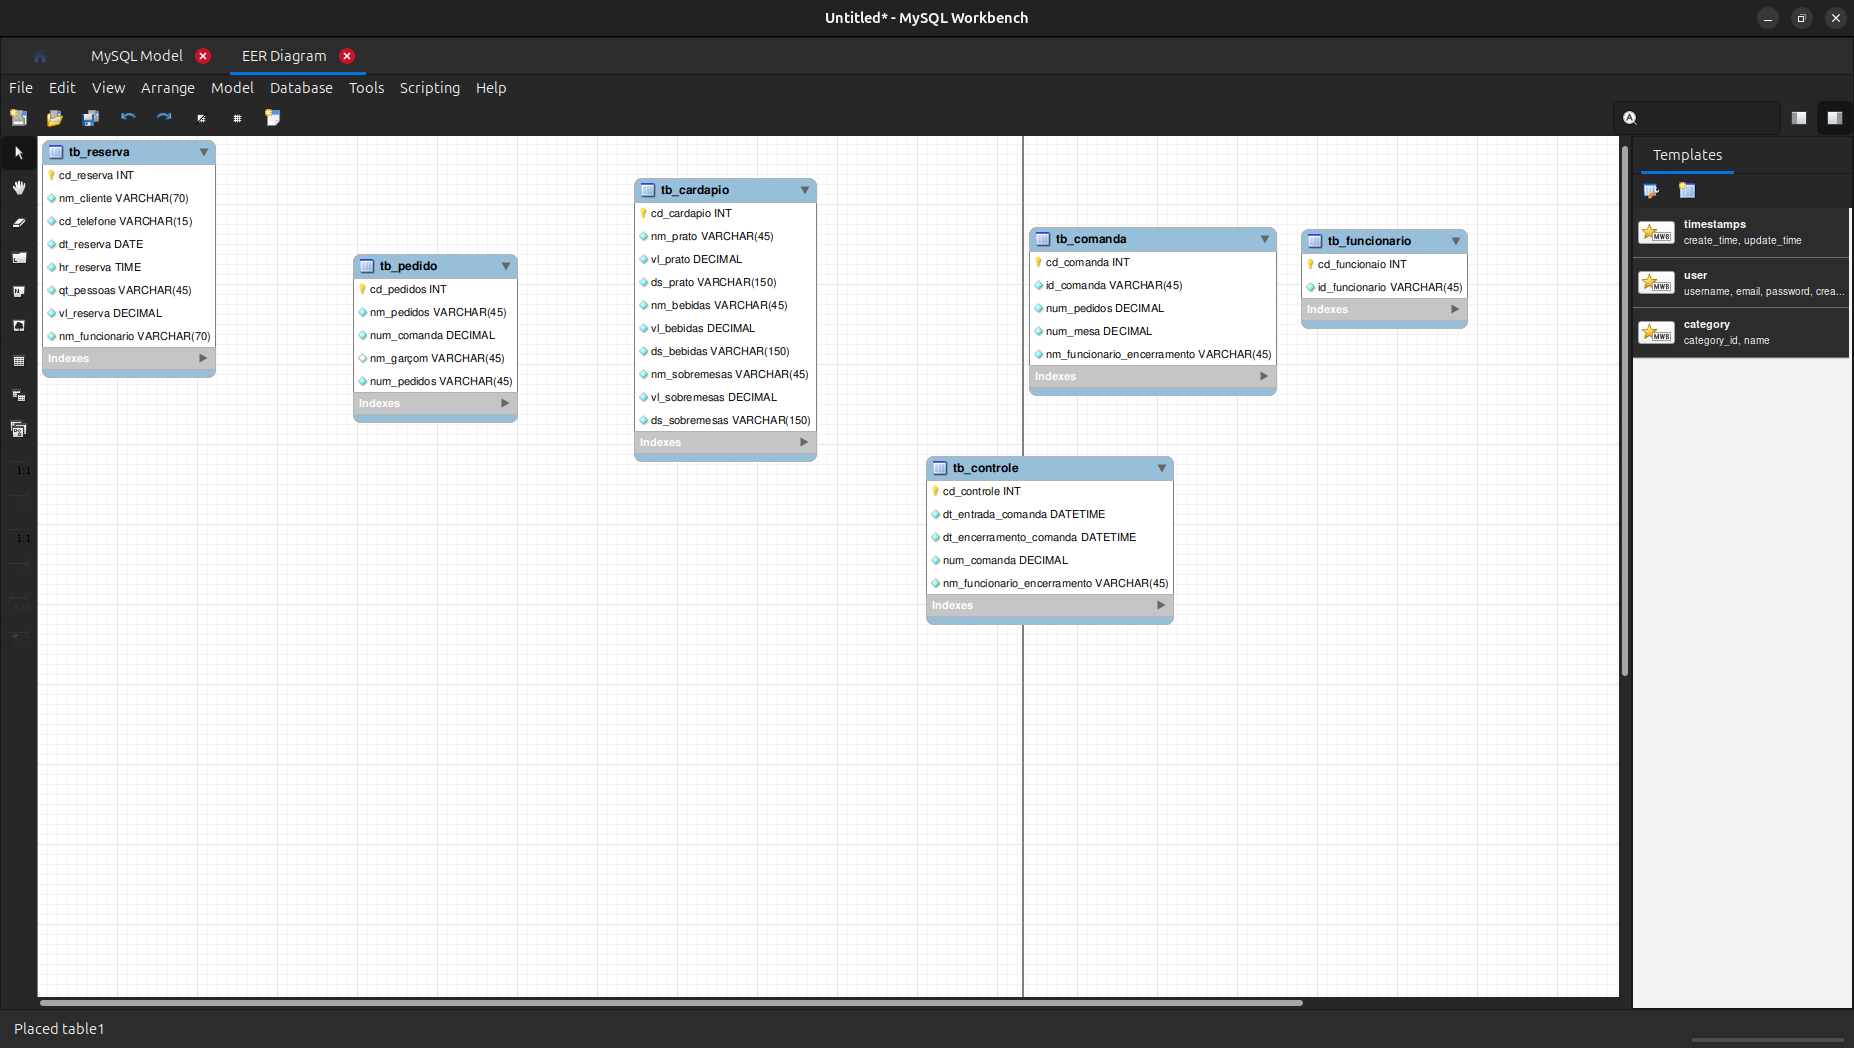 Untitled* - MySQL Workbench
MySQL Model
EER Diagram
File Edit View Arrange Model Database Tools Scripting Help
Templates
timestamps
create_time, update_time
user
username, email, password, crea...
category
category_id, name
tb_reserva
cd_reserva INT
nm_cliente VARCHAR(70)
cd_telefone VARCHAR(15)
dt_reserva DATE
hr_reserva TIME
qt_pessoas VARCHAR(45)
vl_reserva DECIMAL
nm_funcionario VARCHAR(70)
Indexes
tb_pedido
cd_pedidos INT
nm_pedidos VARCHAR(45)
num_comanda DECIMAL
nm_garçom VARCHAR(45)
num_pedidos VARCHAR(45)
Indexes
tb_cardapio
cd_cardapio INT
nm_prato VARCHAR(45)
vl_prato DECIMAL
ds_prato VARCHAR(150)
nm_bebidas VARCHAR(45)
vl_bebidas DECIMAL
ds_bebidas VARCHAR(150)
nm_sobremesas VARCHAR(45)
vl_sobremesas DECIMAL
ds_sobremesas VARCHAR(150)
Indexes
tb_comanda
cd_comanda INT
id_comanda VARCHAR(45)
num_pedidos DECIMAL
num_mesa DECIMAL
nm_funcionario_encerramento VARCHAR(45)
Indexes
tb_funcionario
cd_funcionaio INT
id_funcionario VARCHAR(45)
Indexes
tb_controle
cd_controle INT
dt_entrada_comanda DATETIME
dt_encerramento_comanda DATETIME
num_comanda DECIMAL
nm_funcionario_encerramento VARCHAR(45)
Indexes
1:1
1:1
Placed table1